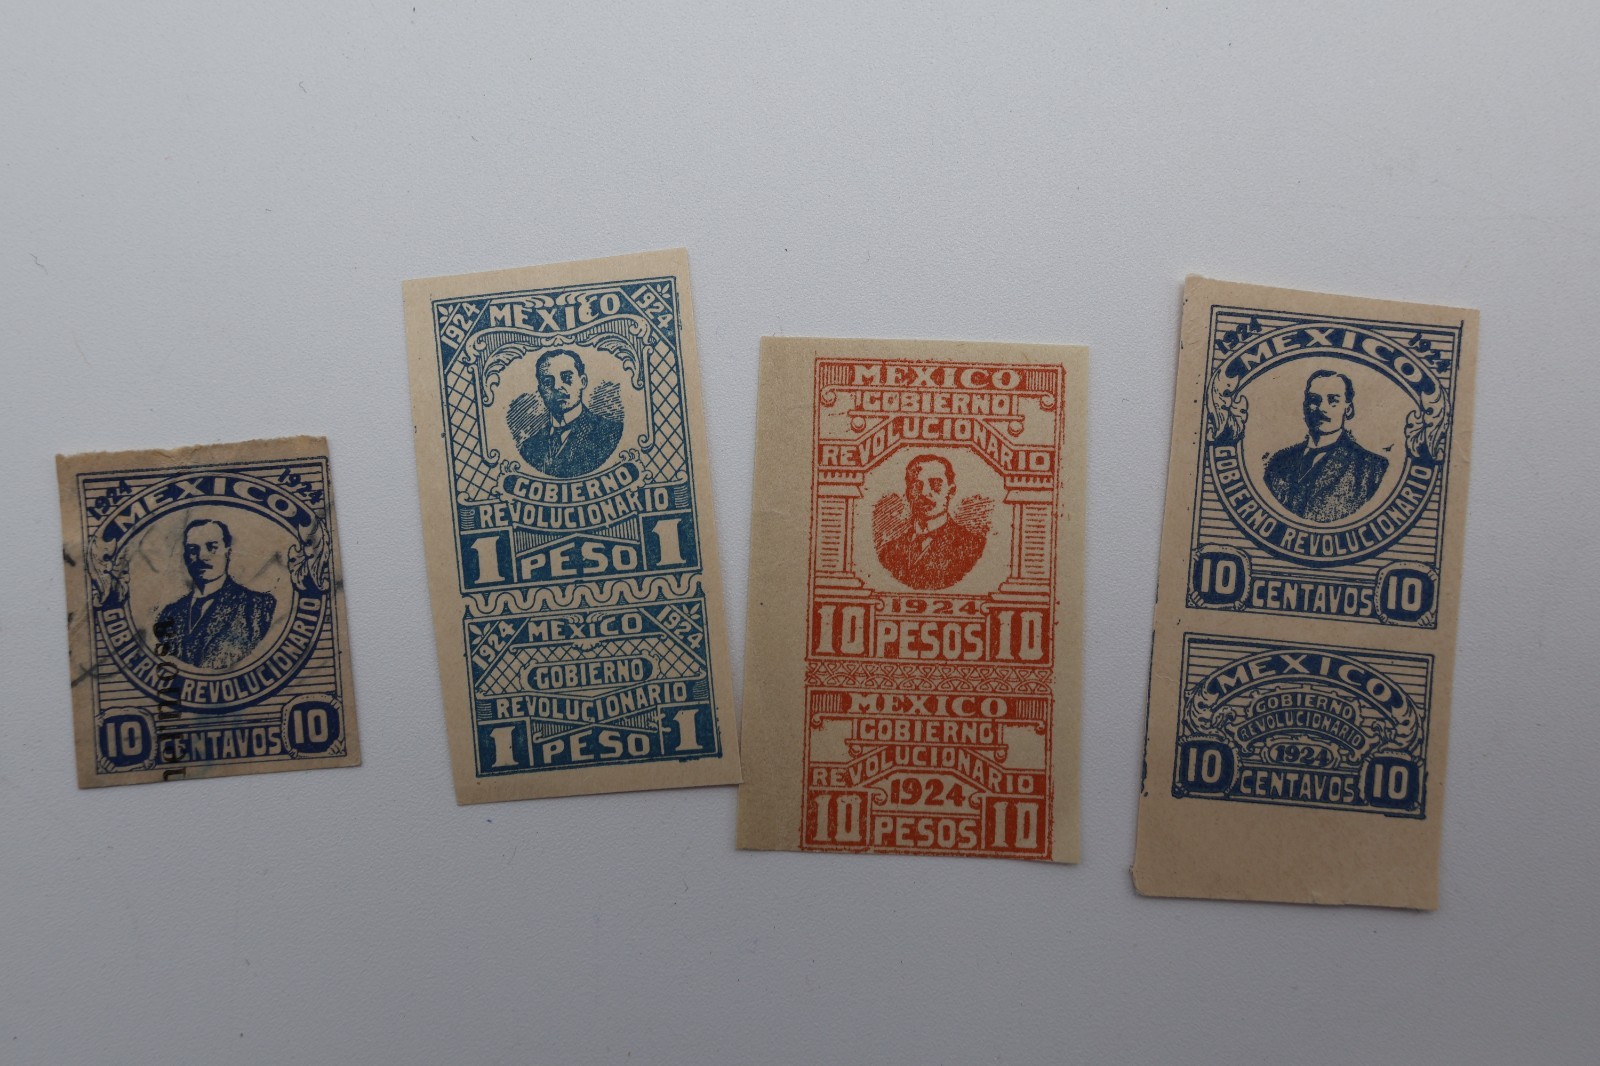 1924 MEXICO 1924
GOBIERNO REVOLUCIONARIO
10 CENTAVOS 10
1924 MEXICO 1924
GOBIERNO
REVOLUCIONARIO
1 PESO 1
1924 MEXICO 1924
GOBIERNO
REVOLUCIONARIO
1 PESO 1
MEXICO
GOBIERNO
REVOLUCIONARIO
1924
10 PESOS 10
MEXICO
GOBIERNO
REVOLUCIONARIO
1924
10 PESOS 10
1924 MEXICO 1924
GOBIERNO REVOLUCIONARIO
10 CENTAVOS 10
MEXICO
GOBIERNO
REVOLUCIONARIO
1924
10 CENTAVOS 10